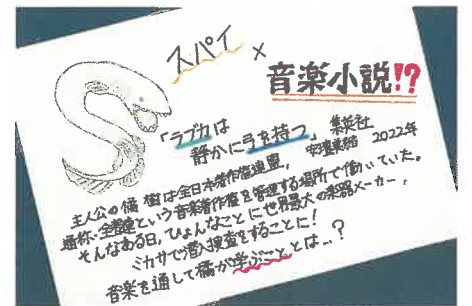 スパイ
×
音楽小説!?
「ラブカは
静かに弓を持つ」
集英社
安壇美緒 2022年
主人公の橘 樹は全日本著作権連盟,
通称・全著連という音楽著作権を管理する場所で働いていた。
そんなある日,ひょんなことに世界最大の楽器メーカー,
ミカサで潜入捜査をすることに!
音楽を通して橘が学ぶこととは…?